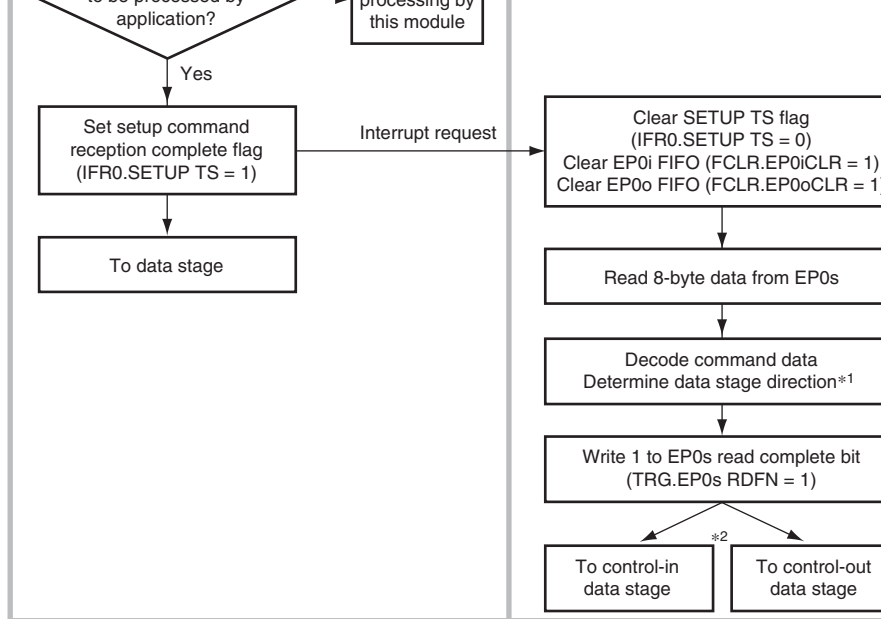 to be processed by
application?
processing by
this module
Yes
Set setup command
reception complete flag
(IFR0.SETUP TS = 1)
Interrupt request
To data stage
Clear SETUP TS flag
(IFR0.SETUP TS = 0)
Clear EP0i FIFO (FCLR.EP0iCLR = 1)
Clear EP0o FIFO (FCLR.EP0oCLR = 1)
Read 8-byte data from EP0s
Decode command data
Determine data stage direction*1
Write 1 to EP0s read complete bit
(TRG.EP0s RDFN = 1)
*2
To control-in
data stage
To control-out
data stage